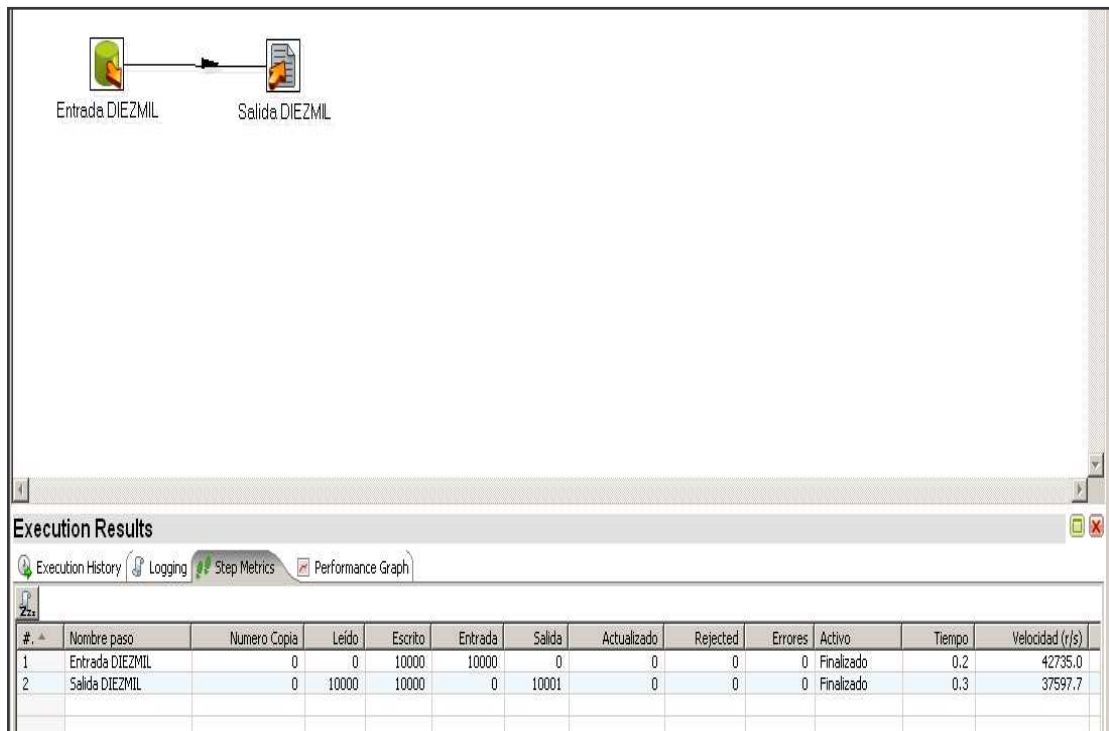 Entrada DIEZMIL Salida DIEZMIL
Execution Results
Execution History Logging Step Metrics Performance Graph
Zzz
#. Nombre paso Numero Copia Leído Escrito Entrada Salida Actualizado Rejected Errores Activo Tiempo Velocidad (r/s)
1 Entrada DIEZMIL 0 0 10000 10000 0 0 0 0 Finalizado 0.2 42735.0
2 Salida DIEZMIL 0 10000 10000 0 10001 0 0 0 Finalizado 0.3 37597.7